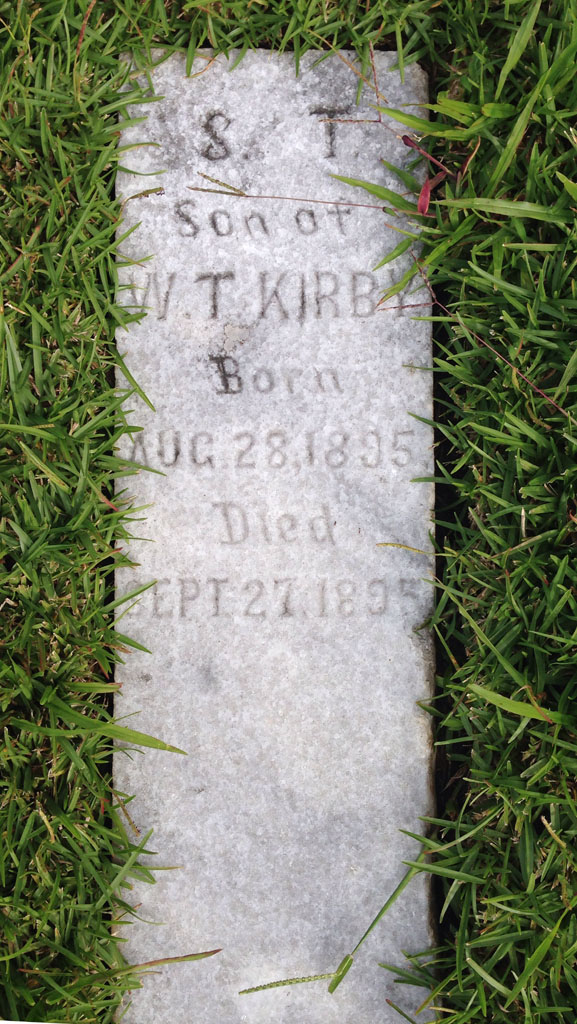 S. T
Son of
W. T. KIRBY
Born
AUG. 28, 1895
Died
SEPT. 27, 1895